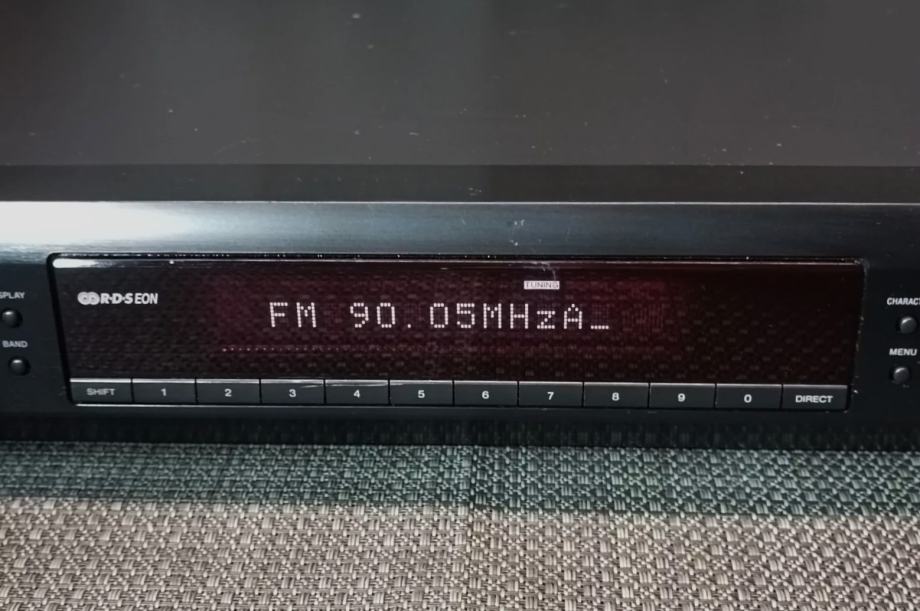 TUNING
R·D·S EON
FM 90.05MHzA_
BAND
CHARACT
MENU
SHIFT 1 2 3 4 5 6 7 8 9 0 DIRECT